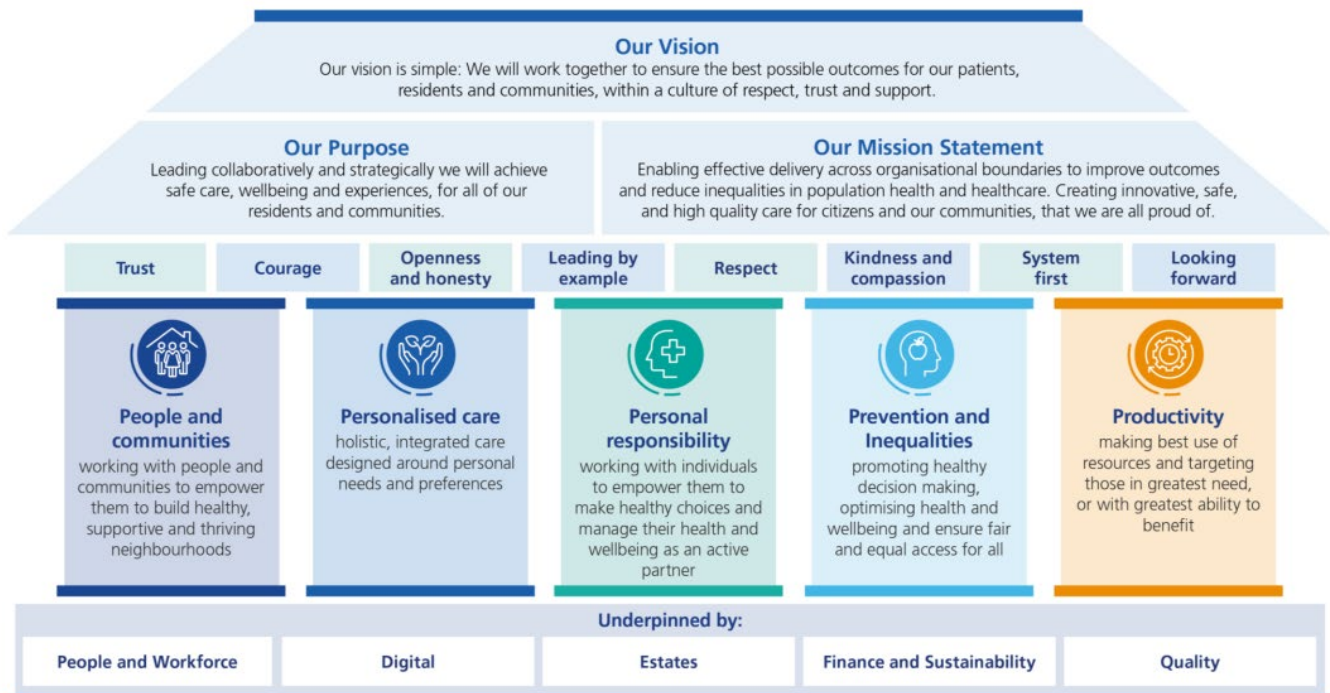 Our Vision
Our vision is simple: We will work together to ensure the best possible outcomes for our patients,
residents and communities, within a culture of respect, trust and support.
Our Purpose
Leading collaboratively and strategically we will achieve
safe care, wellbeing and experiences, for all of our
residents and communities.
Our Mission Statement
Enabling effective delivery across organisational boundaries to improve outcomes
and reduce inequalities in population health and healthcare. Creating innovative, safe,
and high quality care for citizens and our communities, that we are all proud of.
Trust
Courage
Openness
and honesty
Leading by
example
Respect
Kindness and
compassion
System
first
Looking
forward
People and
communities
working with people and
communities to empower
them to build healthy,
supportive and thriving
neighbourhoods
Personalised care
holistic, integrated care
designed around personal
needs and preferences
Personal
responsibility
working with individuals
to empower them to
make healthy choices and
manage their health and
wellbeing as an active
partner
Prevention and
Inequalities
promoting healthy
decision making,
optimising health and
wellbeing and ensure fair
and equal access for all
Productivity
making best use of
resources and targeting
those in greatest need,
or with greatest ability to
benefit
Underpinned by:
People and Workforce
Digital
Estates
Finance and Sustainability
Quality